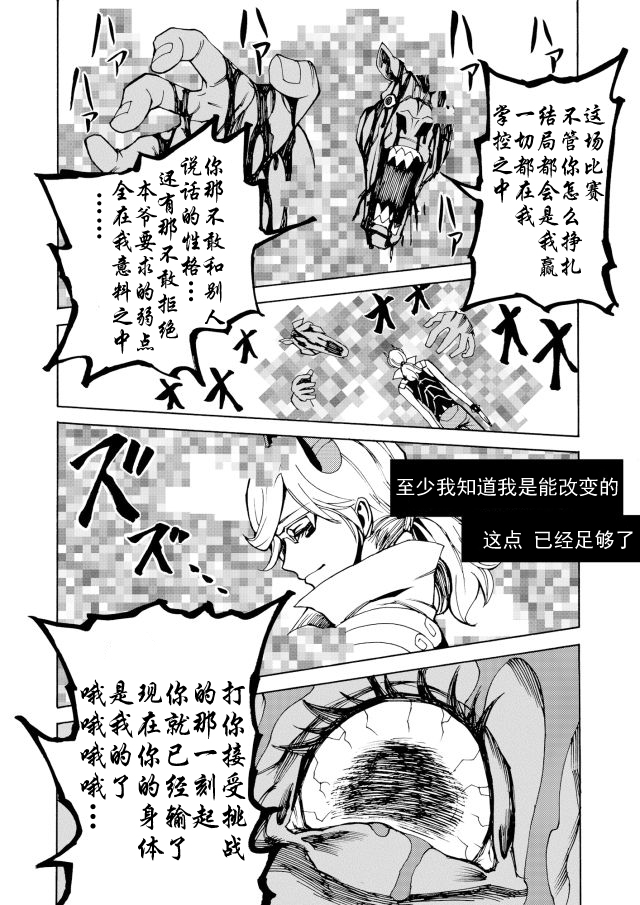 ハァ
ハァ
ハァ
ハァ
这场比赛
不管你怎么挣扎
结局都会是我赢
一切都在我
掌控之中
你那不敢和别人
说话的性格…
还有那不敢拒绝
本爷要求的弱点
全在我意料之中
……
ズズ…
至少我知道我是能改变的
这点 已经足够了
打你接受挑战
的那一刻起
你就已经输了
现在你的身体
是我的了
哦哦哦哦…